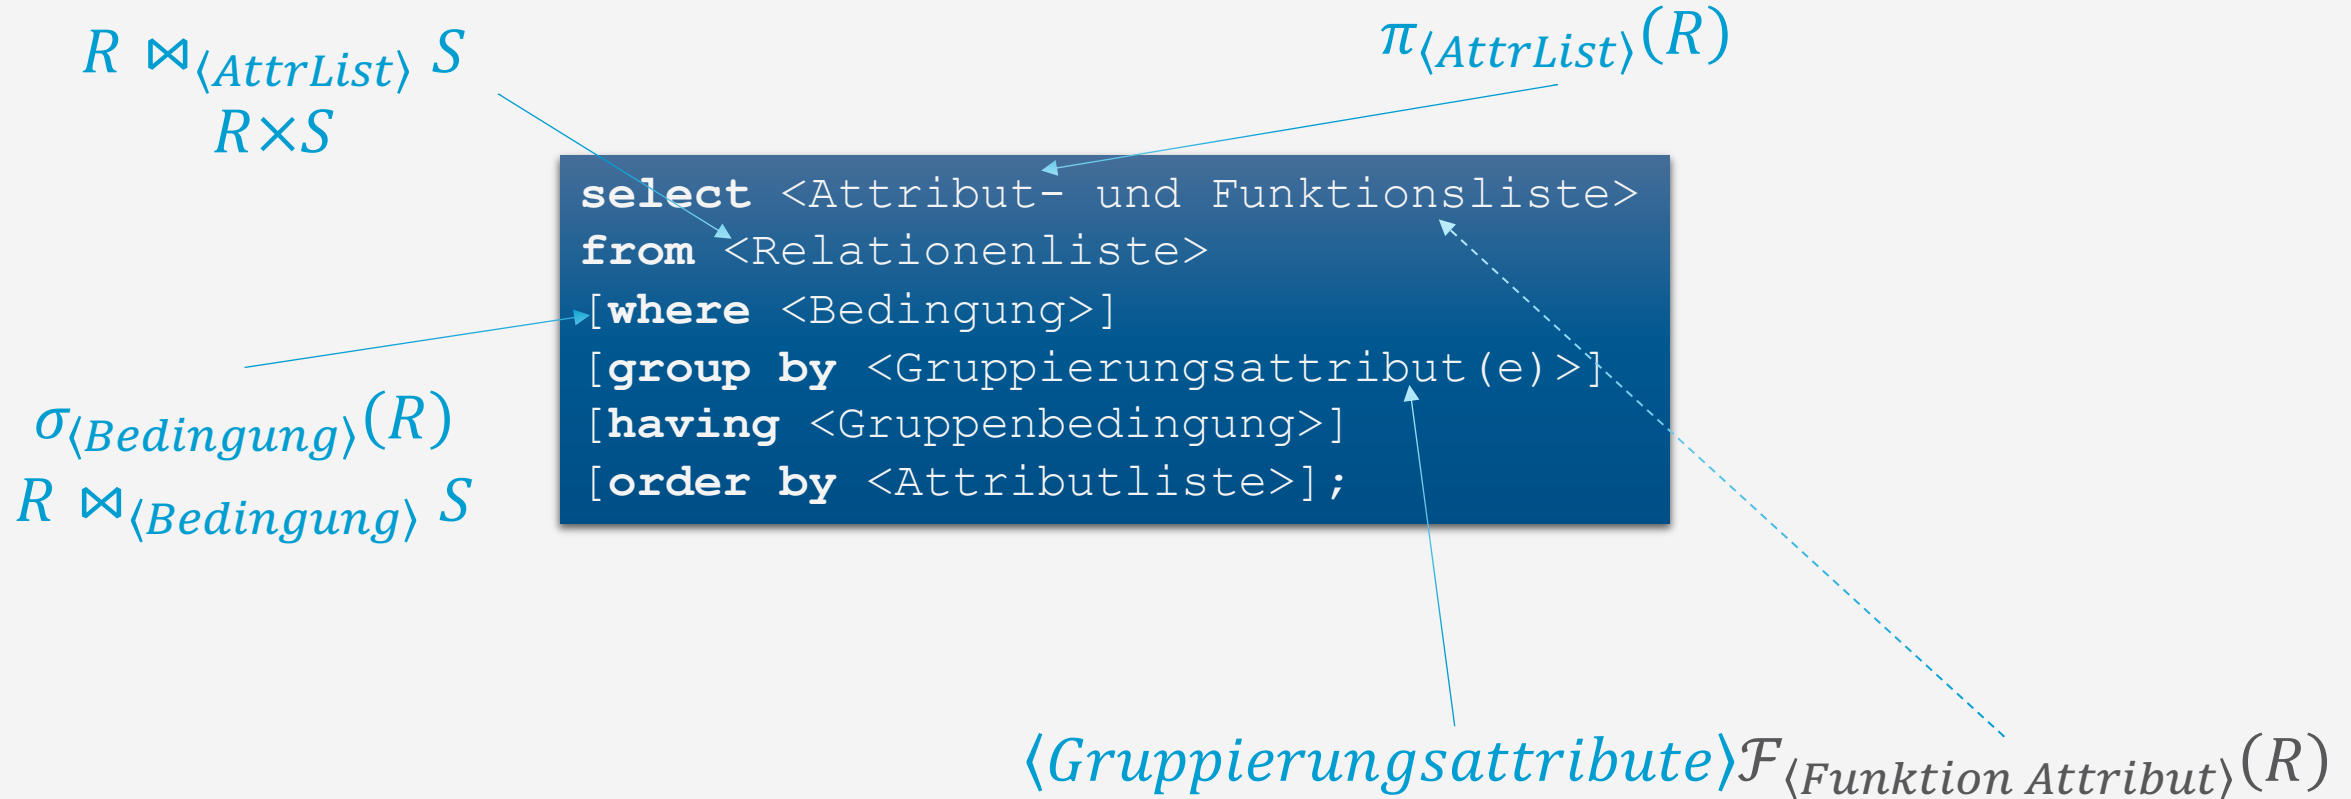 R ⋈⟨AttrList⟩ S
R×S
π⟨AttrList⟩(R)
select <Attribut- und Funktionsliste>
from <Relationenliste>
[where <Bedingung>]
[group by <Gruppierungsattribut(e)>]
[having <Gruppenbedingung>]
[order by <Attributliste>];
σ⟨Bedingung⟩(R)
R ⋈⟨Bedingung⟩ S
⟨Gruppierungsattribute⟩ℱ⟨Funktion Attribut⟩(R)